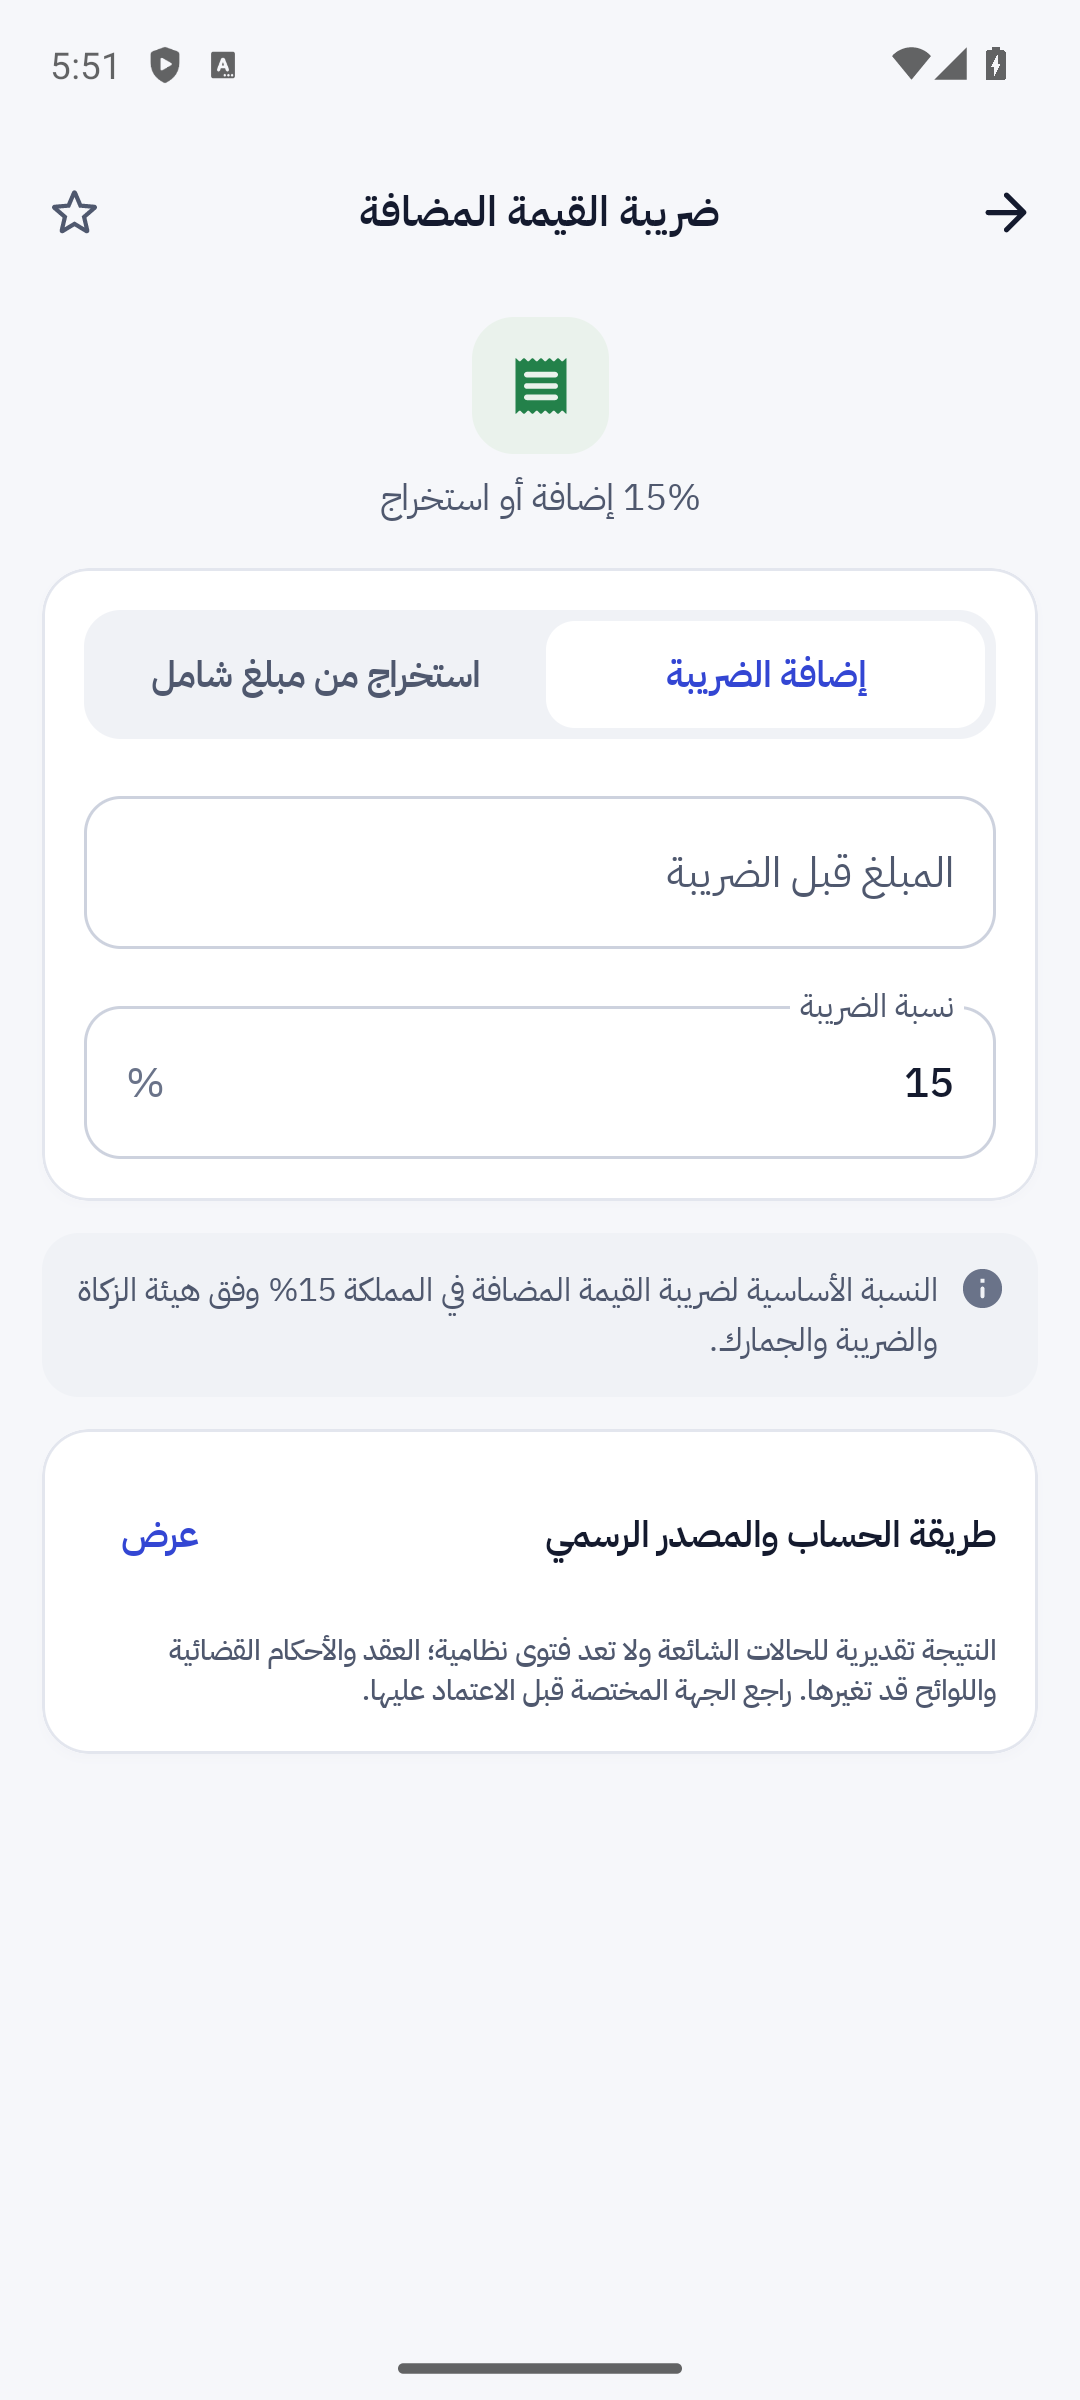 5:51
ضريبة القيمة المضافة
15% إضافة أو استخراج
إضافة الضريبة
استخراج من مبلغ شامل
المبلغ قبل الضريبة
نسبة الضريبة
15
%
النسبة الأساسية لضريبة القيمة المضافة في المملكة 15% وفق هيئة الزكاة
والضريبة والجمارك.
طريقة الحساب والمصدر الرسمي
عرض
النتيجة تقديرية للحالات الشائعة ولا تعد فتوى نظامية؛ العقد والأحكام القضائية
واللوائح قد تغيرها. راجع الجهة المختصة قبل الاعتماد عليها.